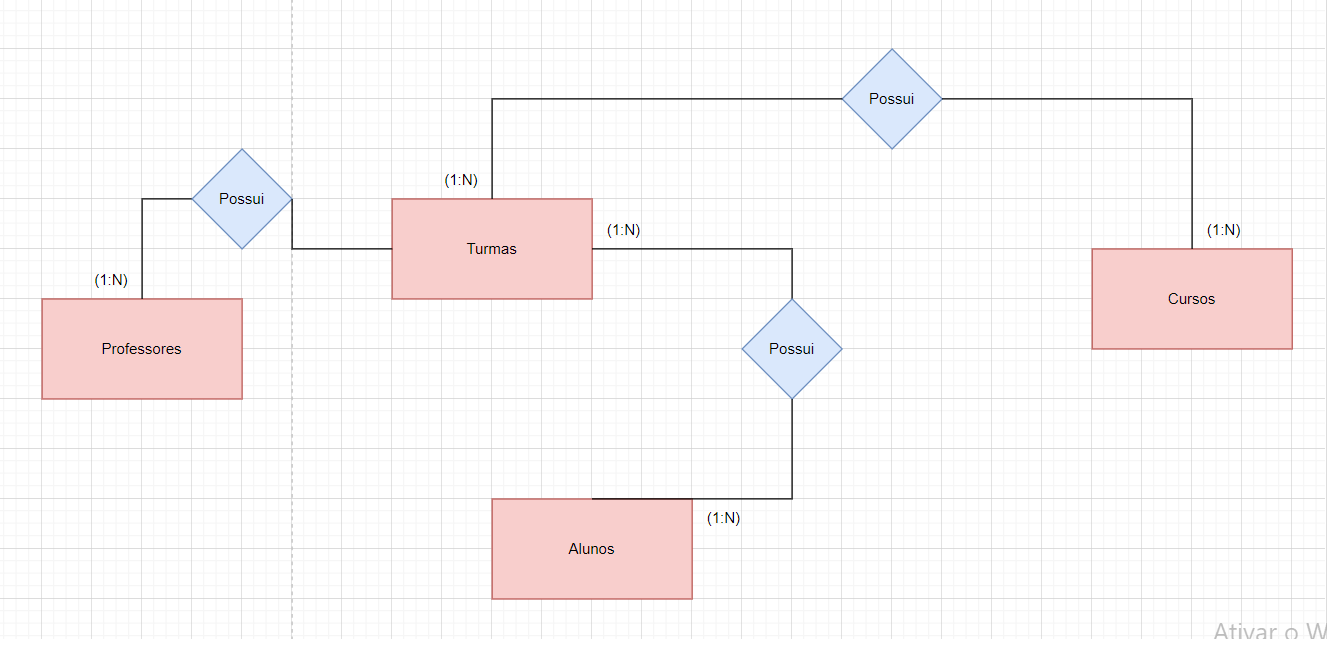 Possui
Possui
(1:N)
Turmas
(1:N)
(1:N)
(1:N)
Cursos
Professores
Possui
(1:N)
Alunos
Ativar o W